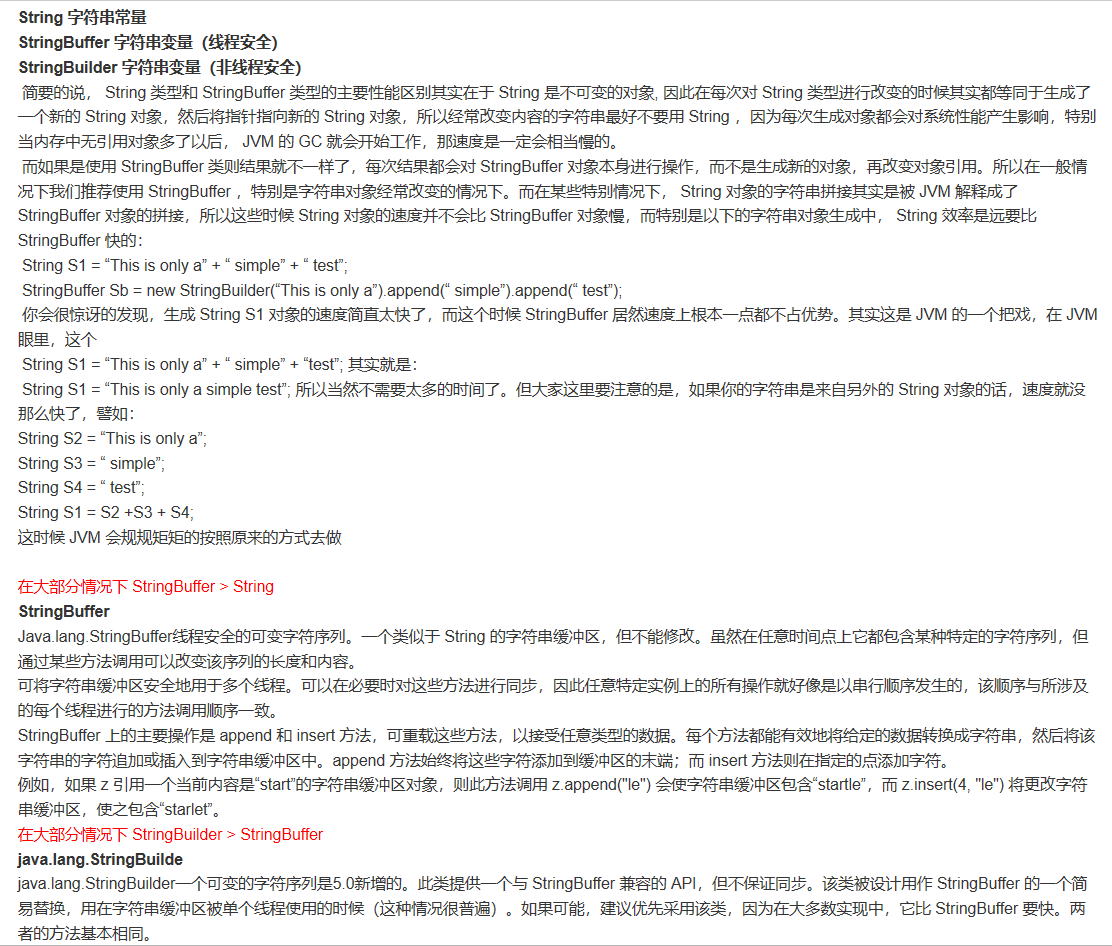 String 字符串常量
StringBuffer 字符串变量（线程安全）
StringBuilder 字符串变量（非线程安全）
简要的说， String 类型和 StringBuffer 类型的主要性能区别其实在于 String 是不可变的对象, 因此在每次对 String 类型进行改变的时候其实都等同于生成了
一个新的 String 对象，然后将指针指向新的 String 对象，所以经常改变内容的字符串最好不要用 String ，因为每次生成对象都会对系统性能产生影响，特别
当内存中无引用对象多了以后， JVM 的 GC 就会开始工作，那速度是一定会相当慢的。
而如果是使用 StringBuffer 类则结果就不一样了，每次结果都会对 StringBuffer 对象本身进行操作，而不是生成新的对象，再改变对象引用。所以在一般情
况下我们推荐使用 StringBuffer ，特别是字符串对象经常改变的情况下。而在某些特别情况下， String 对象的字符串拼接其实是被 JVM 解释成了
StringBuffer 对象的拼接，所以这些时候 String 对象的速度并不会比 StringBuffer 对象慢，而特别是以下的字符串对象生成中， String 效率是远要比
StringBuffer 快的：
String S1 = “This is only a” + “ simple” + “ test”;
StringBuffer Sb = new StringBuilder(“This is only a”).append(“ simple”).append(“ test”);
你会很惊讶的发现，生成 String S1 对象的速度简直太快了，而这个时候 StringBuffer 居然速度上根本一点都不占优势。其实这是 JVM 的一个把戏，在 JVM
眼里，这个
String S1 = “This is only a” + “ simple” + “test”; 其实就是：
String S1 = “This is only a simple test”; 所以当然不需要太多的时间了。但大家这里要注意的是，如果你的字符串是来自另外的 String 对象的话，速度就没
那么快了，譬如：
String S2 = “This is only a”;
String S3 = “ simple”;
String S4 = “ test”;
String S1 = S2 +S3 + S4;
这时候 JVM 会规规矩矩的按照原来的方式去做
在大部分情况下 StringBuffer > String
StringBuffer
Java.lang.StringBuffer线程安全的可变字符序列。一个类似于 String 的字符串缓冲区，但不能修改。虽然在任意时间点上它都包含某种特定的字符序列，但
通过某些方法调用可以改变该序列的长度和内容。
可将字符串缓冲区安全地用于多个线程。可以在必要时对这些方法进行同步，因此任意特定实例上的所有操作就好像是以串行顺序发生的，该顺序与所涉及
的每个线程进行的方法调用顺序一致。
StringBuffer 上的主要操作是 append 和 insert 方法，可重载这些方法，以接受任意类型的数据。每个方法都能有效地将给定的数据转换成字符串，然后将该
字符串的字符追加或插入到字符串缓冲区中。append 方法始终将这些字符添加到缓冲区的末端；而 insert 方法则在指定的点添加字符。
例如，如果 z 引用一个当前内容是“start”的字符串缓冲区对象，则此方法调用 z.append("le") 会使字符串缓冲区包含“startle”，而 z.insert(4, "le") 将更改字符
串缓冲区，使之包含“starlet”。
在大部分情况下 StringBuilder > StringBuffer
java.lang.StringBuilde
java.lang.StringBuilder一个可变的字符序列是5.0新增的。此类提供一个与 StringBuffer 兼容的 API，但不保证同步。该类被设计用作 StringBuffer 的一个简
易替换，用在字符串缓冲区被单个线程使用的时候（这种情况很普遍）。如果可能，建议优先采用该类，因为在大多数实现中，它比 StringBuffer 要快。两
者的方法基本相同。